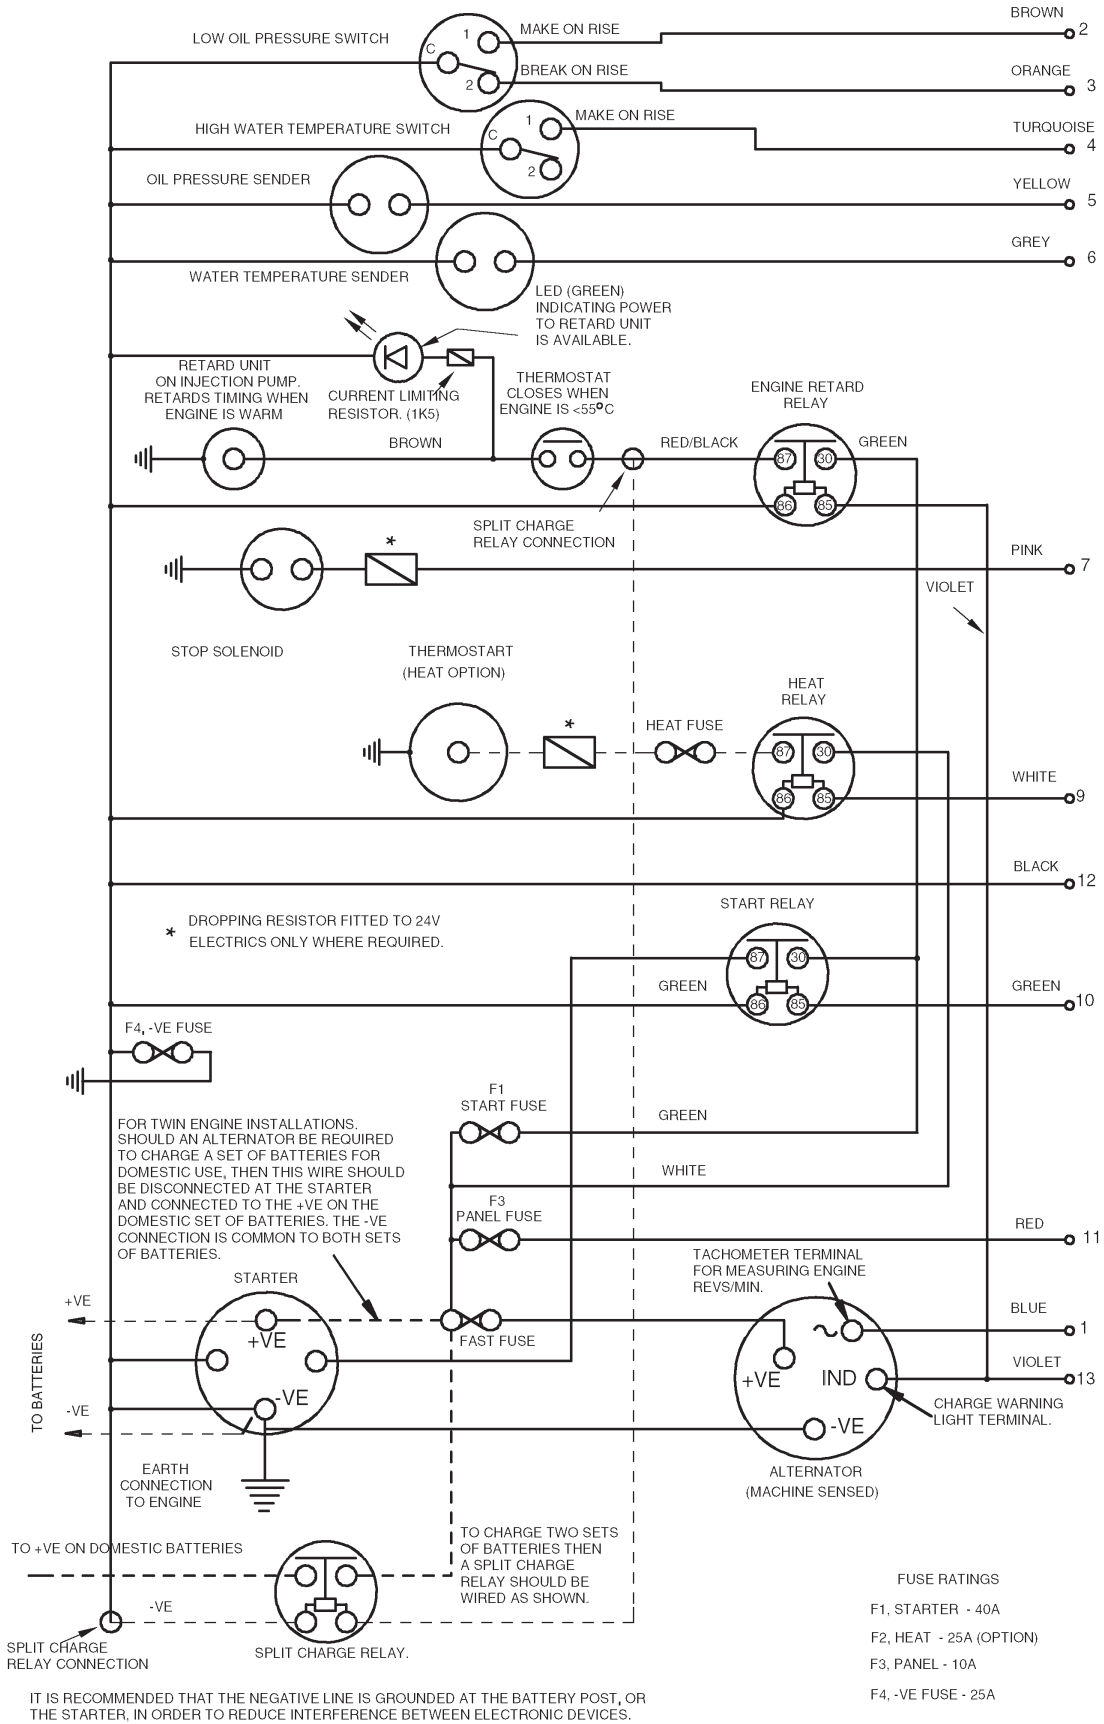 BROWN
LOW OIL PRESSURE SWITCH
1
C
2
MAKE ON RISE
2
BREAK ON RISE
ORANGE
3
HIGH WATER TEMPERATURE SWITCH
1
C
2
MAKE ON RISE
TURQUOISE
4
OIL PRESSURE SENDER
YELLOW
5
GREY
6
WATER TEMPERATURE SENDER
LED (GREEN)
INDICATING POWER
TO RETARD UNIT
IS AVAILABLE.
RETARD UNIT
ON INJECTION PUMP.
RETARDS TIMING WHEN
ENGINE IS WARM
CURRENT LIMITING
RESISTOR. (1K5)
THERMOSTAT
CLOSES WHEN
ENGINE IS <55°C
ENGINE RETARD
RELAY
BROWN
RED/BLACK
GREEN
87
30
86
85
SPLIT CHARGE
RELAY CONNECTION
*
PINK
7
VIOLET
STOP SOLENOID
THERMOSTART
(HEAT OPTION)
HEAT
RELAY
*
HEAT FUSE
87
30
86
85
WHITE
9
BLACK
12
* DROPPING RESISTOR FITTED TO 24V
ELECTRICS ONLY WHERE REQUIRED.
START RELAY
87
30
GREEN
86
85
GREEN
10
F4, -VE FUSE
F1
START FUSE
GREEN
FOR TWIN ENGINE INSTALLATIONS.
SHOULD AN ALTERNATOR BE REQUIRED
TO CHARGE A SET OF BATTERIES FOR
DOMESTIC USE, THEN THIS WIRE SHOULD
BE DISCONNECTED AT THE STARTER
AND CONNECTED TO THE +VE ON THE
DOMESTIC SET OF BATTERIES. THE -VE
CONNECTION IS COMMON TO BOTH SETS
OF BATTERIES.
WHITE
F3
PANEL FUSE
RED
11
TACHOMETER TERMINAL
FOR MEASURING ENGINE
REVS/MIN.
STARTER
+VE
+VE
FAST FUSE
BLUE
1
TO BATTERIES
+VE
IND
VIOLET
13
-VE
-VE
CHARGE WARNING
LIGHT TERMINAL.
-VE
EARTH
CONNECTION
TO ENGINE
ALTERNATOR
(MACHINE SENSED)
TO +VE ON DOMESTIC BATTERIES
TO CHARGE TWO SETS
OF BATTERIES THEN
A SPLIT CHARGE
RELAY SHOULD BE
WIRED AS SHOWN.
-VE
SPLIT CHARGE
RELAY CONNECTION
SPLIT CHARGE RELAY.
FUSE RATINGS
F1, STARTER - 40A
F2, HEAT - 25A (OPTION)
F3, PANEL - 10A
F4, -VE FUSE - 25A
IT IS RECOMMENDED THAT THE NEGATIVE LINE IS GROUNDED AT THE BATTERY POST, OR
THE STARTER, IN ORDER TO REDUCE INTERFERENCE BETWEEN ELECTRONIC DEVICES.